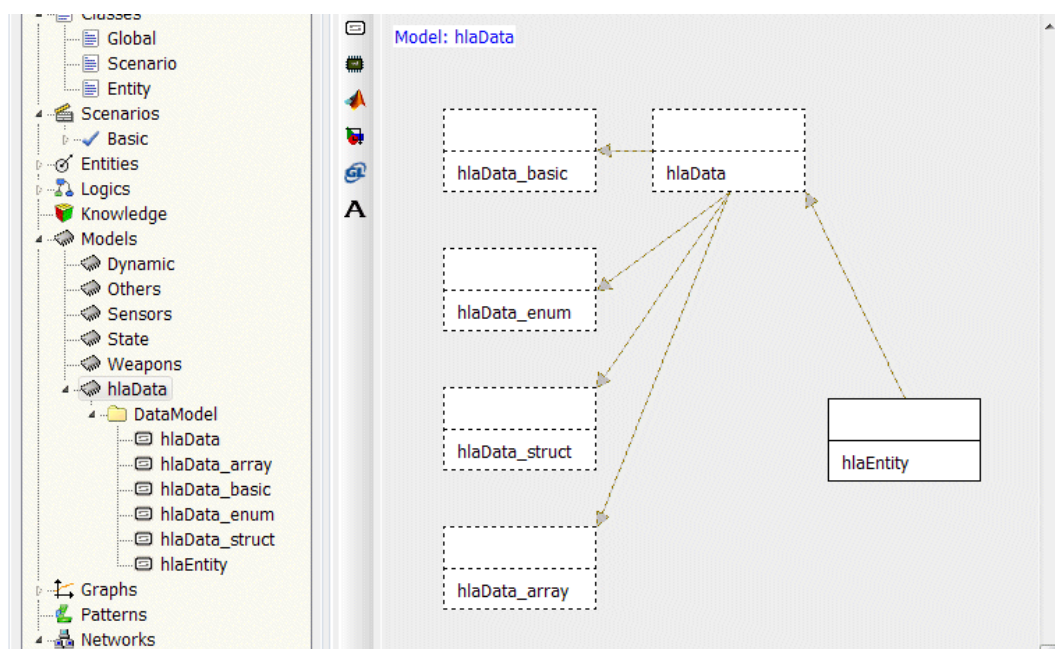 Classes
Global
Scenario
Entity
Scenarios
Basic
Entities
Logics
Knowledge
Models
Dynamic
Others
Sensors
State
Weapons
hlaData
DataModel
hlaData
hlaData_array
hlaData_basic
hlaData_enum
hlaData_struct
hlaEntity
Graphs
Patterns
Networks
GL
A
Model: hlaData
hlaData_basic
hlaData
hlaData_enum
hlaData_struct
hlaEntity
hlaData_array